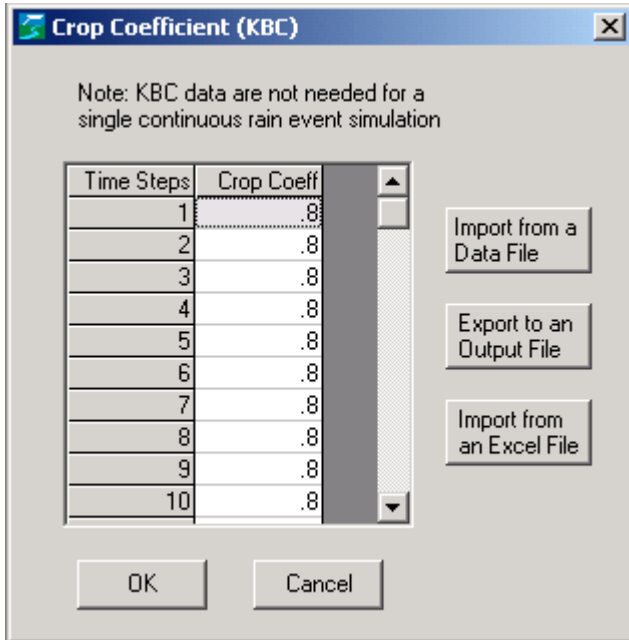 Crop Coefficient (KBC)
Note: KBC data are not needed for a
single continuous rain event simulation
Time Steps Crop Coeff
1 .8
2 .8
3 .8
4 .8
5 .8
6 .8
7 .8
8 .8
9 .8
10 .8
Import from a
Data File
Export to an
Output File
Import from
an Excel File
OK Cancel